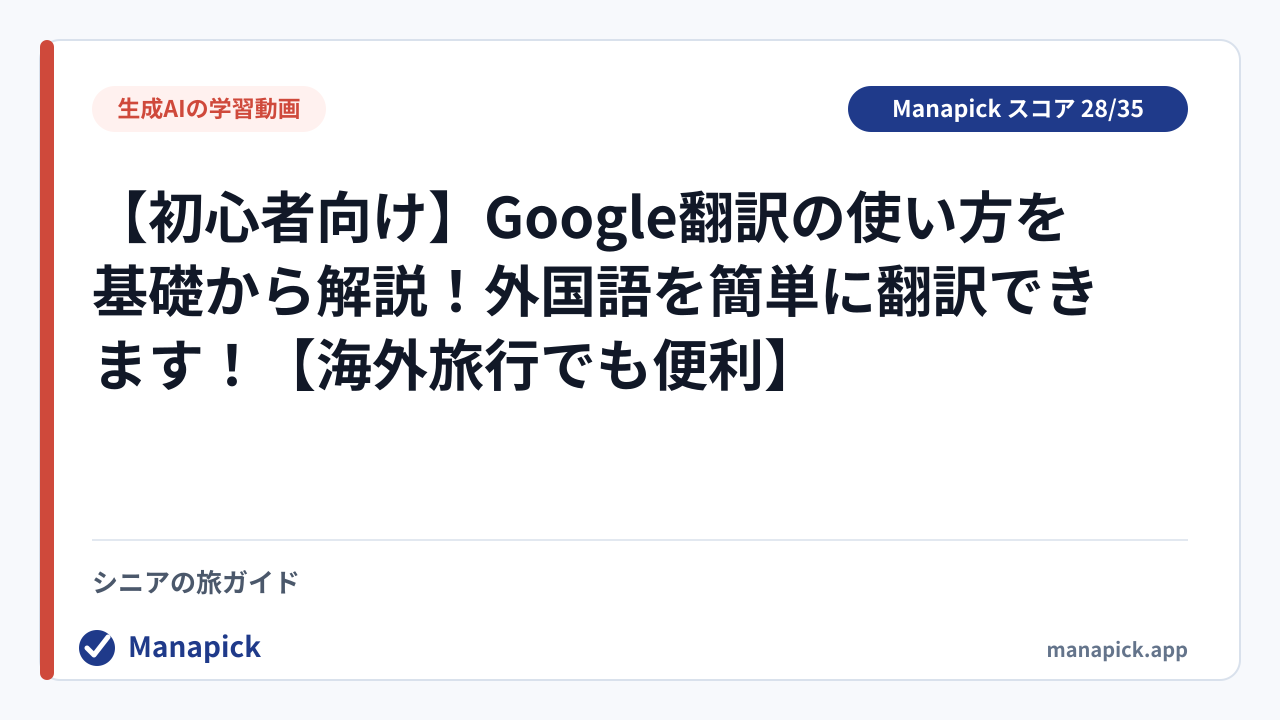 生成AIの学習動画
Manapick スコア 28/35
【初心者向け】Google翻訳の使い方を
基礎から解説！外国語を簡単に翻訳でき
ます！【海外旅行でも便利】
シニアの旅ガイド
Manapick
manapick.app